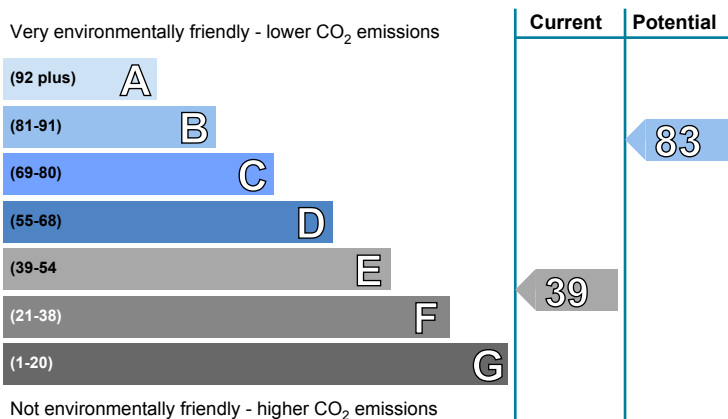 Current Potential
Very environmentally friendly - lower CO2 emissions
(92 plus) A
(81-91) B
83
(69-80) C
(55-68) D
(39-54 E
39
(21-38) F
(1-20) G
Not environmentally friendly - higher CO2 emissions